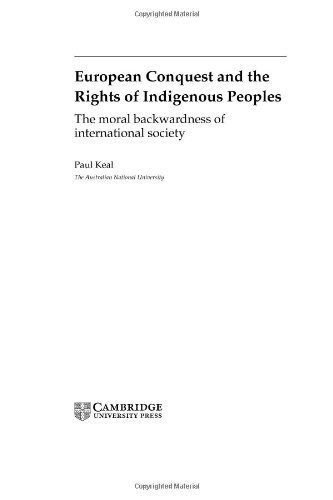 Copyrighted Material
European Conquest and the
Rights of Indigenous Peoples
The moral backwardness of
international society
Paul Keal
The Australian National University
CAMBRIDGE
UNIVERSITY PRESS
Copyrighted Material